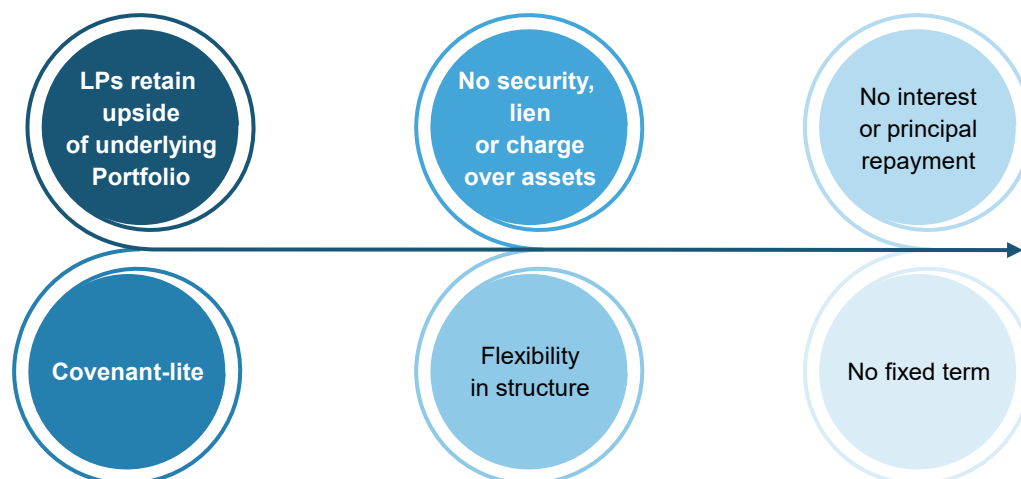 LPs retain
upside
of underlying
Portfolio
No security,
lien
or charge
over assets
No interest
or principal
repayment
Covenant-lite
Flexibility
in structure
No fixed term